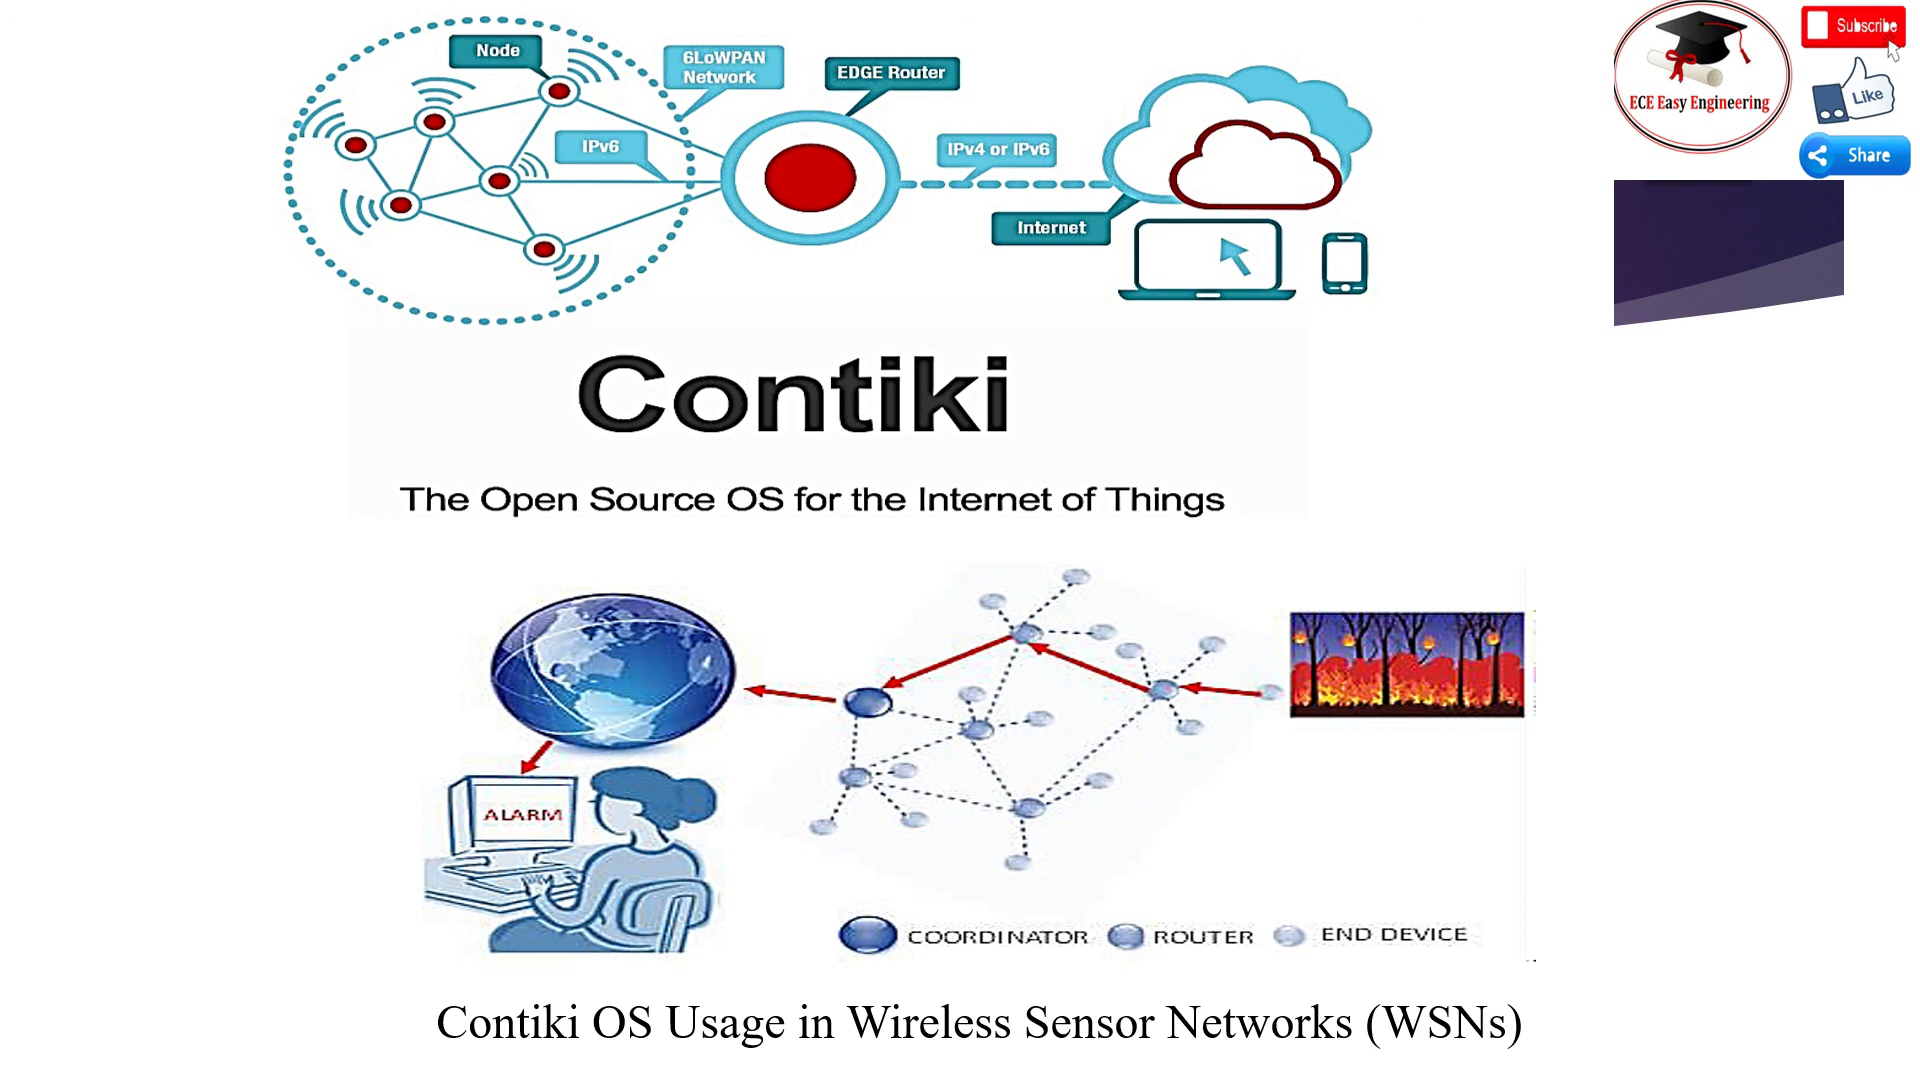 Node
6LoWPAN
Network
EDGE Router
IPv6
IPv4 or IPv6
Internet
ECE Easy Engineering
Subscribe
Like
Share
Contiki
The Open Source OS for the Internet of Things
ALARM
COORDINATOR
ROUTER
END DEVICE
Contiki OS Usage in Wireless Sensor Networks (WSNs)